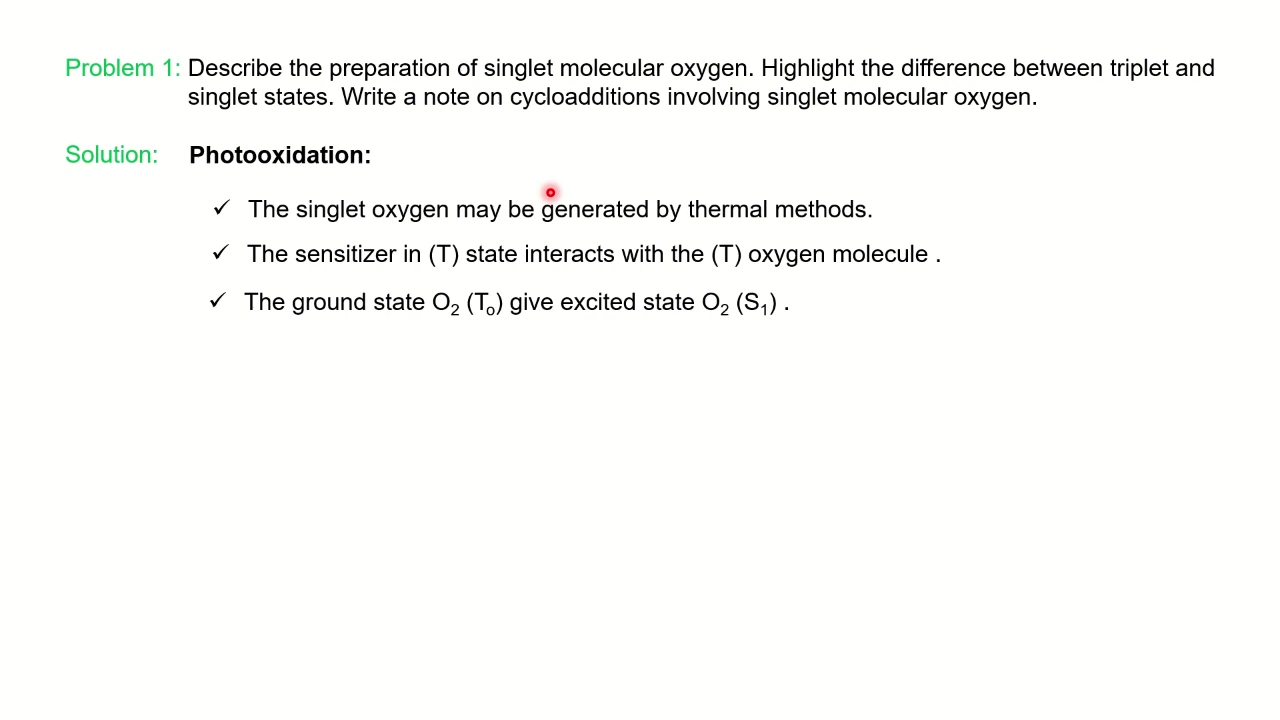 Problem 1: Describe the preparation of singlet molecular oxygen. Highlight the difference between triplet and
singlet states. Write a note on cycloadditions involving singlet molecular oxygen.
Solution: Photooxidation:
✓ The singlet oxygen may be generated by thermal methods.
✓ The sensitizer in (T) state interacts with the (T) oxygen molecule .
✓ The ground state O₂ (Tₒ) give excited state O₂ (S₁) .